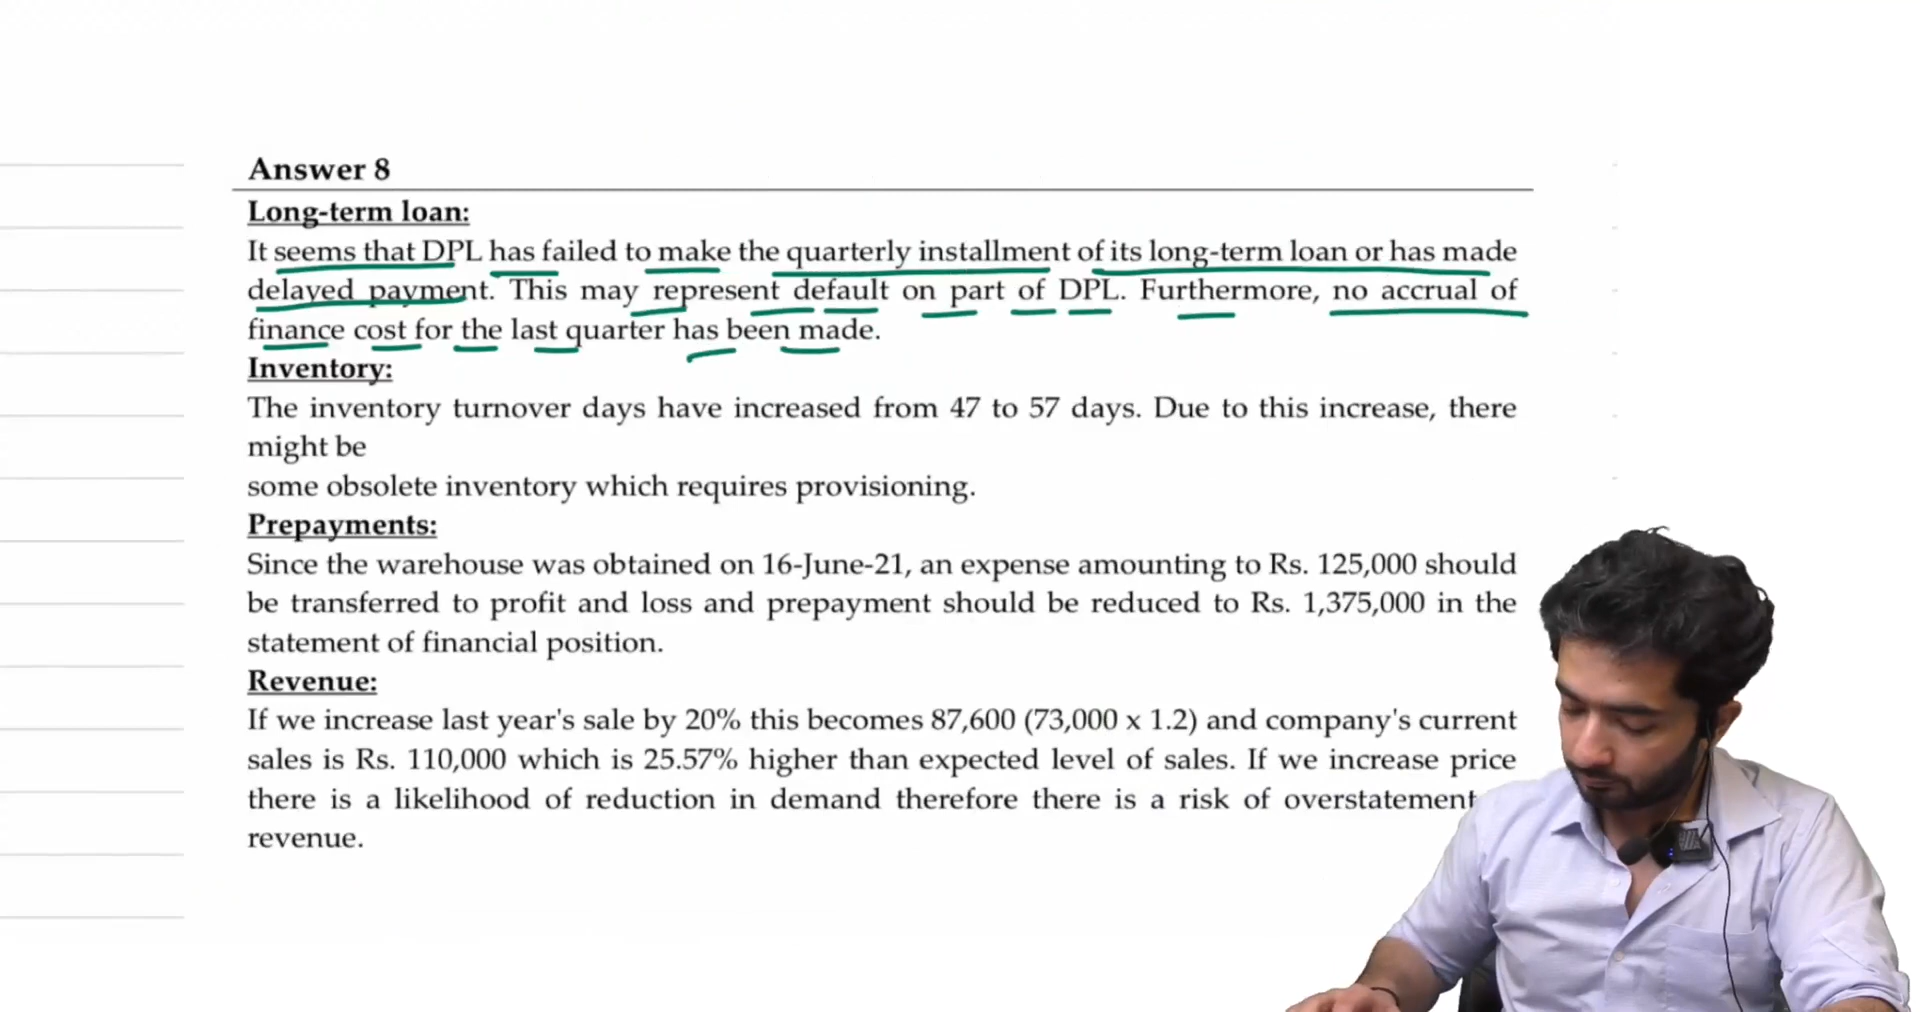 Answer 8
Long-term loan:
It seems that DPL has failed to make the quarterly installment of its long-term loan or has made
delayed payment. This may represent default on part of DPL. Furthermore, no accrual of
finance cost for the last quarter has been made.
Inventory:
The inventory turnover days have increased from 47 to 57 days. Due to this increase, there
might be
some obsolete inventory which requires provisioning.
Prepayments:
Since the warehouse was obtained on 16-June-21, an expense amounting to Rs. 125,000 should
be transferred to profit and loss and prepayment should be reduced to Rs. 1,375,000 in the
statement of financial position.
Revenue:
If we increase last year's sale by 20% this becomes 87,600 (73,000 x 1.2) and company's current
sales is Rs. 110,000 which is 25.57% higher than expected level of sales. If we increase price
there is a likelihood of reduction in demand therefore there is a risk of overstatement
revenue.